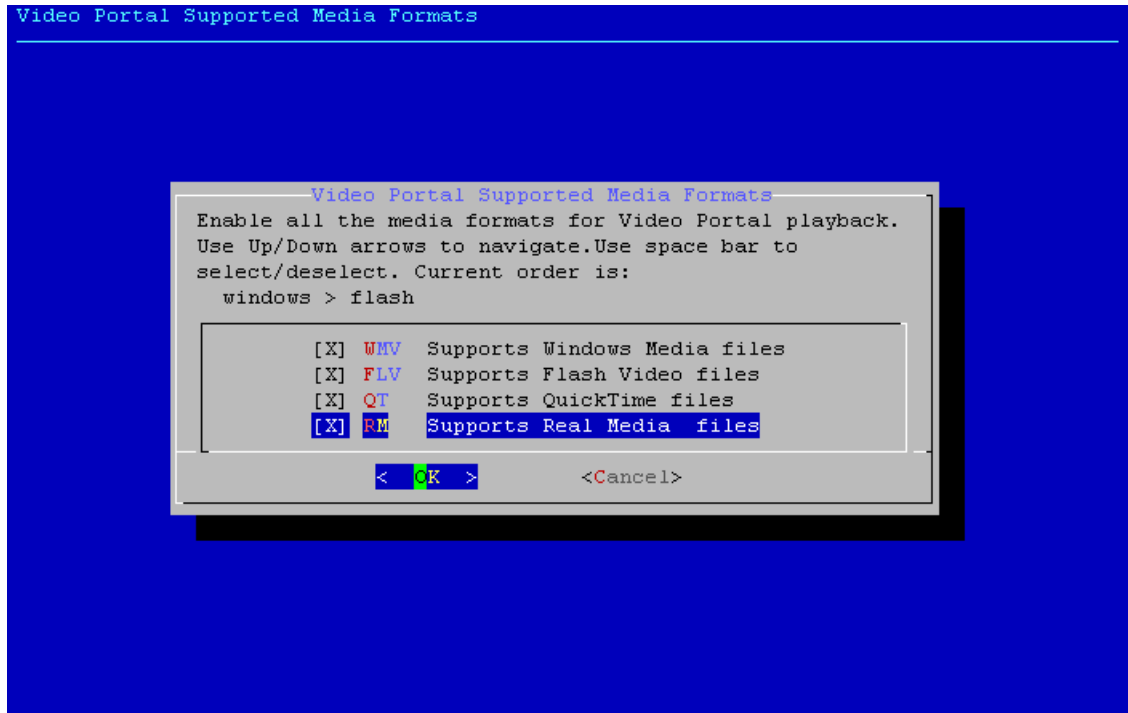 Video Portal Supported Media Formats
Video Portal Supported Media Formats
Enable all the media formats for Video Portal playback.
Use Up/Down arrows to navigate.Use space bar to
select/deselect. Current order is:
windows > flash
[X] WMV Supports Windows Media files
[X] FLV Supports Flash Video files
[X] QT Supports QuickTime files
[X] RM Supports Real Media  files
<  OK  > <Cancel>